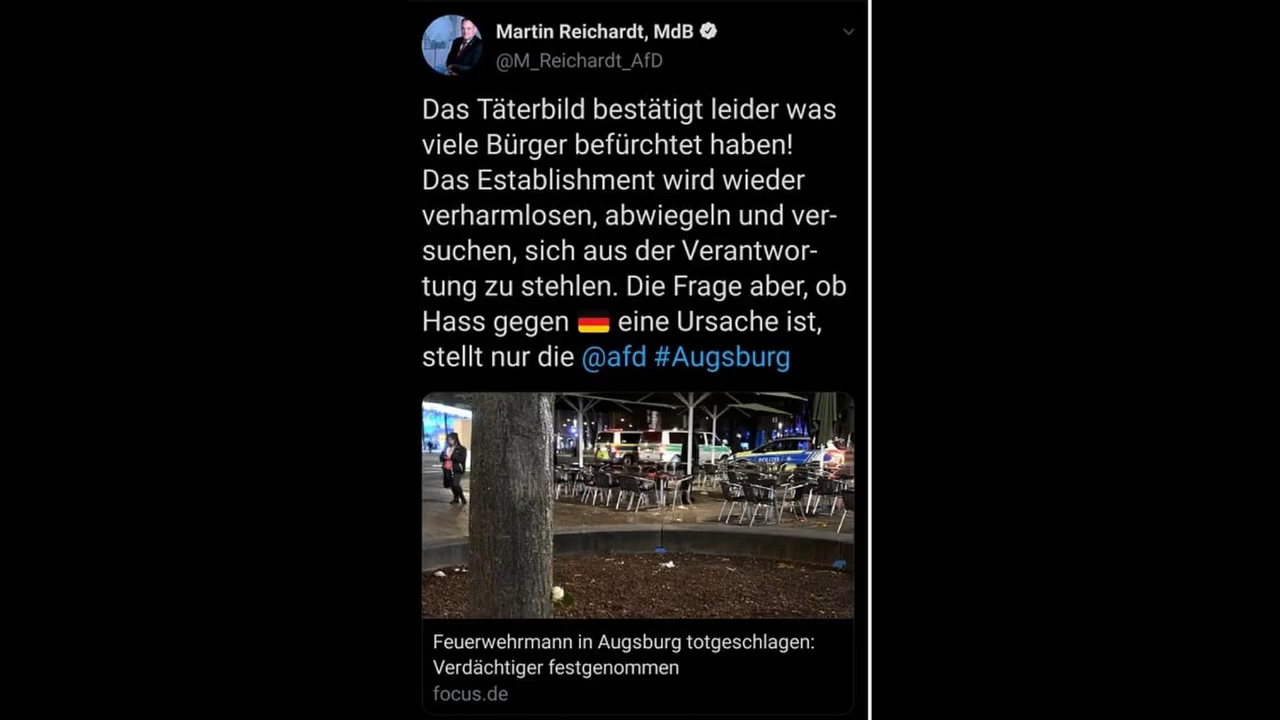 Martin Reichardt, MdB
@M_Reichardt_AfD
Das Täterbild bestätigt leider was
viele Bürger befürchtet haben!
Das Establishment wird wieder
verharmlosen, abwiegeln und ver-
suchen, sich aus der Verantwor-
tung zu stehlen. Die Frage aber, ob
Hass gegen 🇩🇪 eine Ursache ist,
stellt nur die @afd #Augsburg
POLIZEI
Feuerwehrmann in Augsburg totgeschlagen:
Verdächtiger festgenommen
focus.de